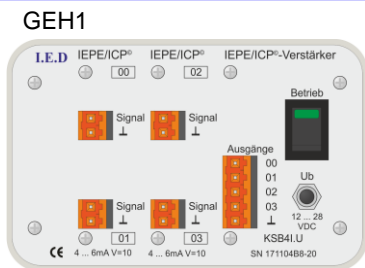 GEH1
I.E.D IEPE/ICP® IEPE/ICP® IEPE/ICP®-Verstärker
00 02
Betrieb
Signal Signal
⊥ ⊥
Ausgänge
00
01 Ub
02
Signal Signal 03
⊥ ⊥ ⊥ 12 ... 28
VDC
01 03 KSB4I.U
CE 4 ... 6mA V=10 4 ... 6mA V=10 SN 171104B8-20